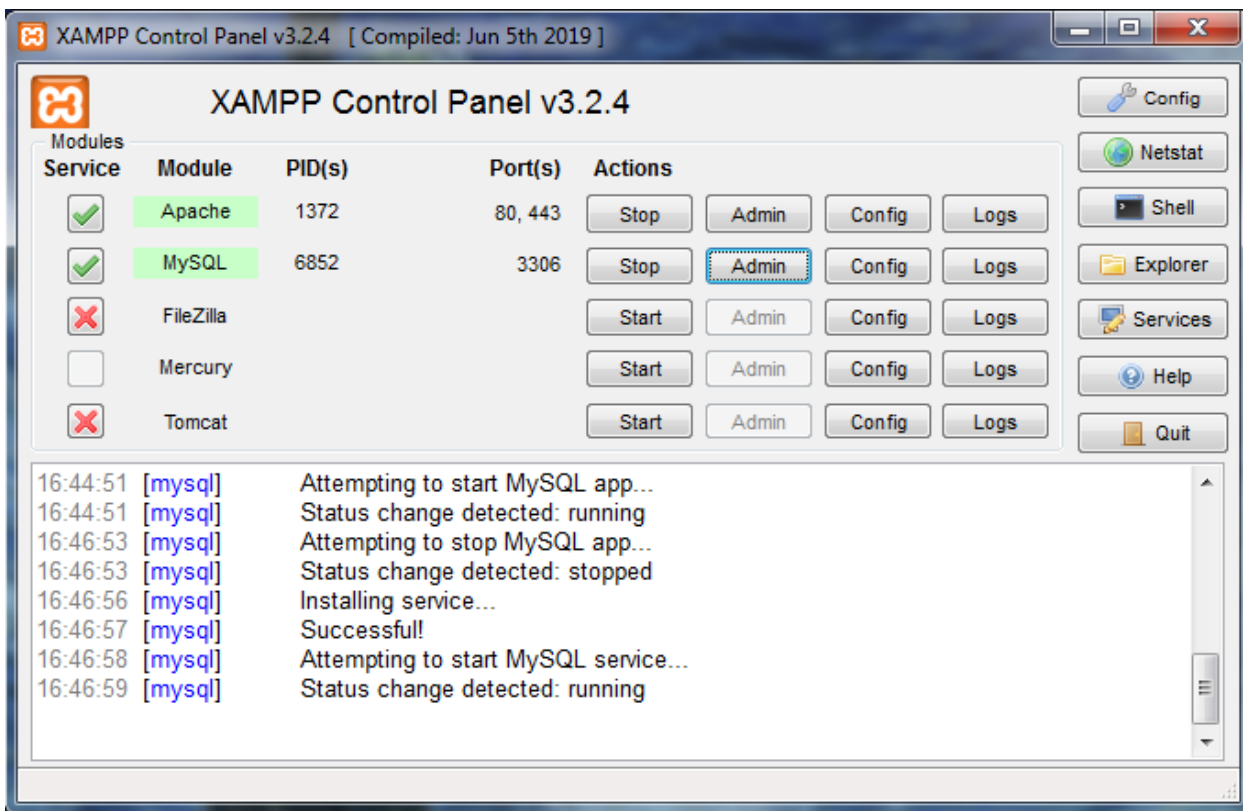 XAMPP Control Panel v3.2.4 [ Compiled: Jun 5th 2019 ]
XAMPP Control Panel v3.2.4
Config
Modules
Service Module PID(s) Port(s) Actions
Netstat
Apache 1372 80, 443 Stop Admin Config Logs
Shell
MySQL 6852 3306 Stop Admin Config Logs
Explorer
FileZilla Start Admin Config Logs
Services
Mercury Start Admin Config Logs
Help
Tomcat Start Admin Config Logs
Quit
16:44:51 [mysql] Attempting to start MySQL app...
16:44:51 [mysql] Status change detected: running
16:46:53 [mysql] Attempting to stop MySQL app...
16:46:53 [mysql] Status change detected: stopped
16:46:56 [mysql] Installing service...
16:46:57 [mysql] Successful!
16:46:58 [mysql] Attempting to start MySQL service...
16:46:59 [mysql] Status change detected: running